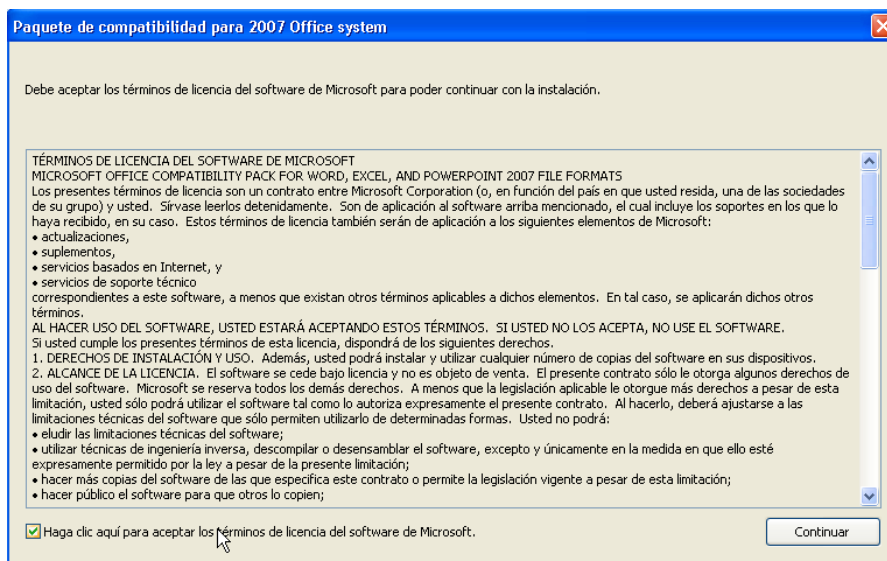 Paquete de compatibilidad para 2007 Office system
Debe aceptar los términos de licencia del software de Microsoft para poder continuar con la instalación.
TÉRMINOS DE LICENCIA DEL SOFTWARE DE MICROSOFT
MICROSOFT OFFICE COMPATIBILITY PACK FOR WORD, EXCEL, AND POWERPOINT 2007 FILE FORMATS
Los presentes términos de licencia son un contrato entre Microsoft Corporation (o, en función del país en que usted resida, una de las sociedades
de su grupo) y usted.  Sírvase leerlos detenidamente.  Son de aplicación al software arriba mencionado, el cual incluye los soportes en los que lo
haya recibido, en su caso.  Estos términos de licencia también serán de aplicación a los siguientes elementos de Microsoft:
• actualizaciones,
• suplementos,
• servicios basados en Internet, y
• servicios de soporte técnico
correspondientes a este software, a menos que existan otros términos aplicables a dichos elementos.  En tal caso, se aplicarán dichos otros
términos.
AL HACER USO DEL SOFTWARE, USTED ESTARÁ ACEPTANDO ESTOS TÉRMINOS.  SI USTED NO LOS ACEPTA, NO USE EL SOFTWARE.
Si usted cumple los presentes términos de esta licencia, dispondrá de los siguientes derechos.
1. DERECHOS DE INSTALACIÓN Y USO.  Además, usted podrá instalar y utilizar cualquier número de copias del software en sus dispositivos.
2. ALCANCE DE LA LICENCIA.  El software se cede bajo licencia y no es objeto de venta.  El presente contrato sólo le otorga algunos derechos de
uso del software.  Microsoft se reserva todos los demás derechos.  A menos que la legislación aplicable le otorgue más derechos a pesar de esta
limitación, usted sólo podrá utilizar el software tal como lo autoriza expresamente el presente contrato.  Al hacerlo, deberá ajustarse a las
limitaciones técnicas del software que sólo permiten utilizarlo de determinadas formas.  Usted no podrá:
• eludir las limitaciones técnicas del software;
• utilizar técnicas de ingeniería inversa, descompilar o desensamblar el software, excepto y únicamente en la medida en que ello esté
expresamente permitido por la ley a pesar de la presente limitación;
• hacer más copias del software de las que especifica este contrato o permite la legislación vigente a pesar de esta limitación;
• hacer público el software para que otros lo copien;
Haga clic aquí para aceptar los términos de licencia del software de Microsoft.
Continuar